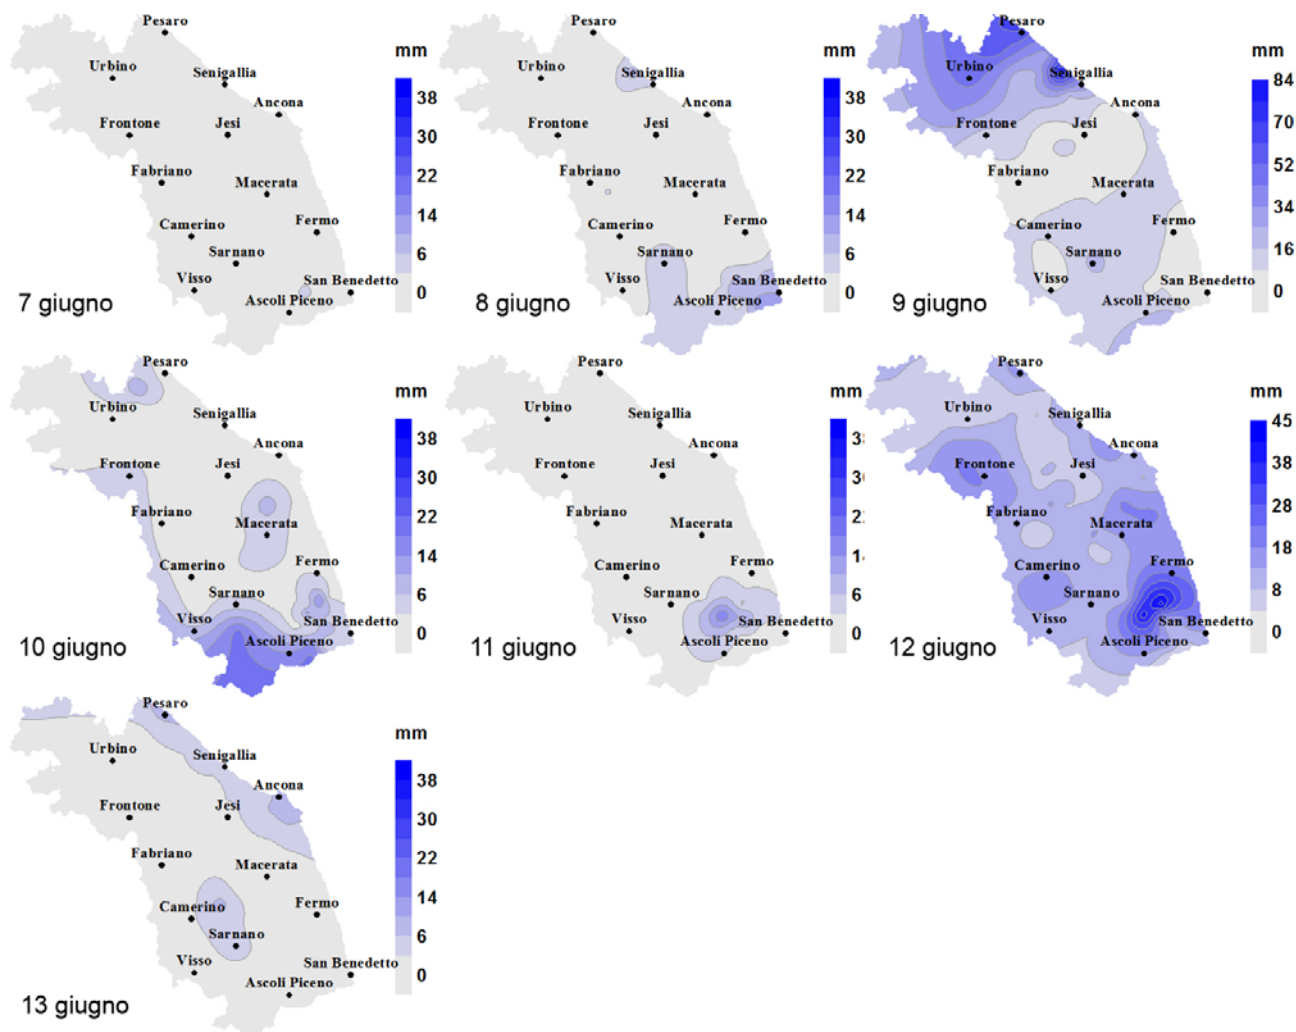 Pesaro
Urbino
Senigallia
Ancona
Frontone
Jesi
Fabriano
Macerata
Camerino
Fermo
Sarnano
Visso
San Benedetto
Ascoli Piceno
mm
38
30
22
14
6
0
7 giugno
Pesaro
Urbino
Senigallia
Ancona
Frontone
Jesi
Fabriano
Macerata
Camerino
Fermo
Sarnano
Visso
San Benedetto
Ascoli Piceno
mm
38
30
22
14
6
0
8 giugno
Pesaro
Urbino
Senigallia
Ancona
Frontone
Jesi
Fabriano
Macerata
Camerino
Fermo
Sarnano
Visso
San Benedetto
Ascoli Piceno
mm
84
70
52
34
16
0
9 giugno
Pesaro
Urbino
Senigallia
Ancona
Frontone
Jesi
Fabriano
Macerata
Camerino
Fermo
Sarnano
Visso
San Benedetto
Ascoli Piceno
mm
38
30
22
14
6
0
10 giugno
Pesaro
Urbino
Senigallia
Ancona
Frontone
Jesi
Fabriano
Macerata
Camerino
Fermo
Sarnano
Visso
San Benedetto
Ascoli Piceno
mm
6
0
11 giugno
Pesaro
Urbino
Senigallia
Ancona
Frontone
Jesi
Fabriano
Macerata
Camerino
Fermo
Sarnano
Visso
San Benedetto
Ascoli Piceno
mm
45
38
28
18
8
0
12 giugno
Pesaro
Urbino
Senigallia
Ancona
Frontone
Jesi
Fabriano
Macerata
Camerino
Fermo
Sarnano
Visso
San Benedetto
Ascoli Piceno
mm
38
30
22
14
6
0
13 giugno